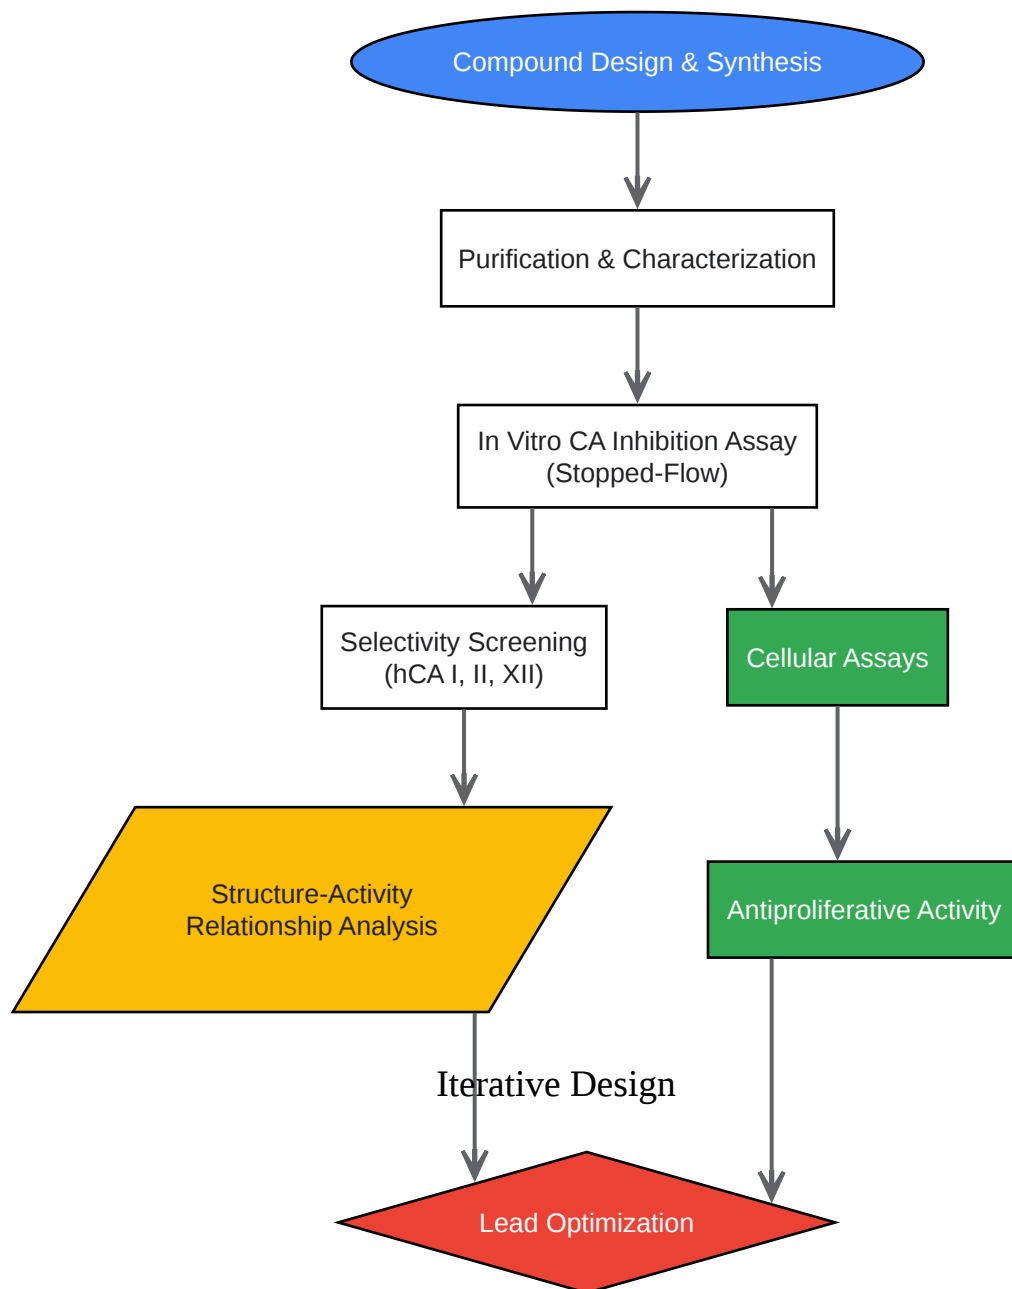 Compound Design & Synthesis
Purification & Characterization
In Vitro CA Inhibition Assay
(Stopped-Flow)
Selectivity Screening
(hCA I, II, XII)
Cellular Assays
Structure-Activity
Relationship Analysis
Antiproliferative Activity
Iterative Design
Lead Optimization